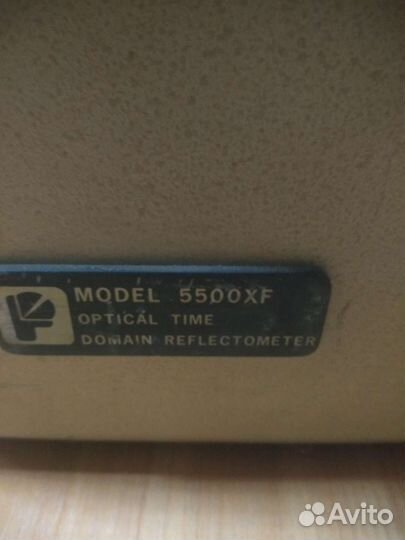 MODEL 5500XF
OPTICAL TIME
DOMAIN REFLECTOMETER
Avito